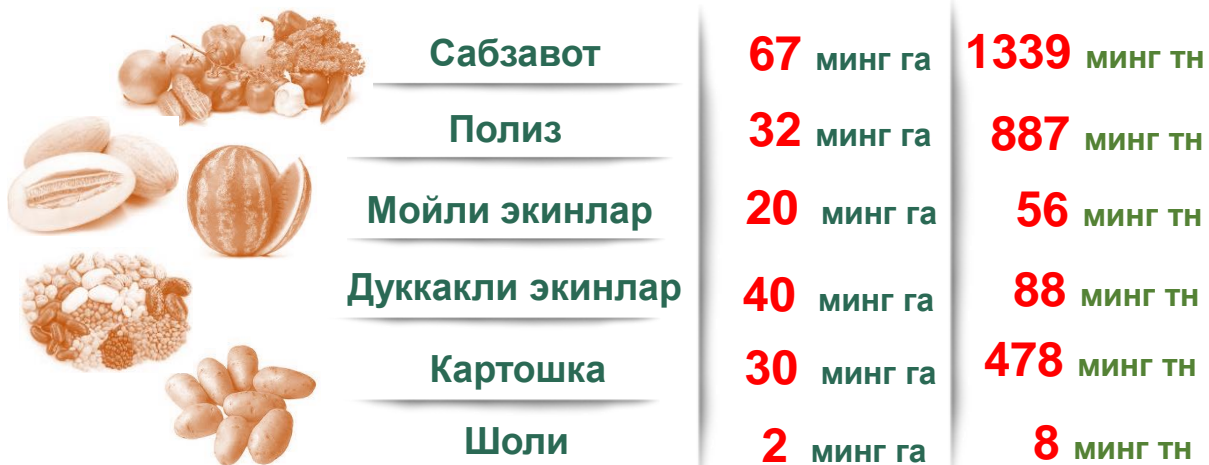 Сабзавот 67 минг га 1339 минг тн
Полиз 32 минг га 887 минг тн
Мойли экинлар 20 минг га 56 минг тн
Дуккакли экинлар 40 минг га 88 минг тн
Картошка 30 минг га 478 минг тн
Шоли 2 минг га 8 минг тн